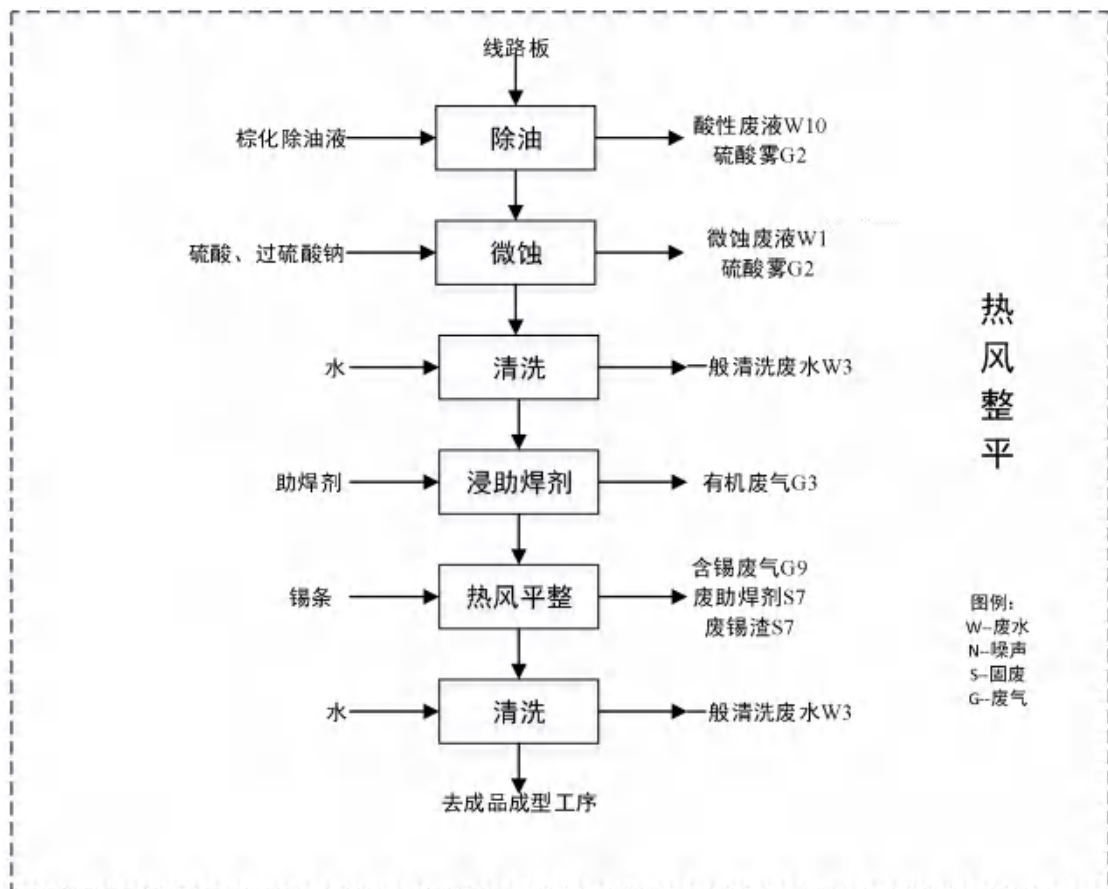 线路板
棕化除油液
除油
酸性废液W10
硫酸雾G2
硫酸、过硫酸钠
微蚀
微蚀废液W1
硫酸雾G2
水
清洗
一般清洗废水W3
助焊剂
浸助焊剂
有机废气G3
锡条
热风平整
含锡废气G9
废助焊剂S7
废锡渣S7
水
清洗
一般清洗废水W3
去成品成型工序
热风整平
图例：
W--废水
N--噪声
S--固废
G--废气